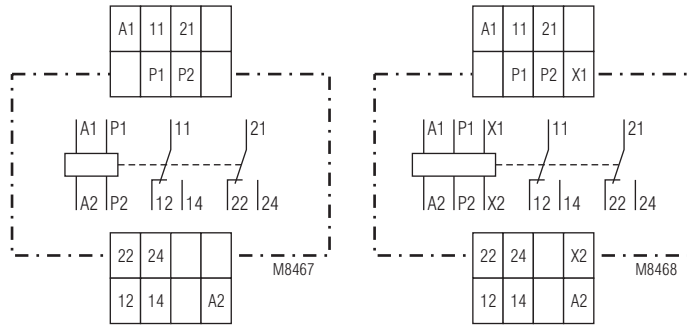 A1 11 21
P1 P2
A1 P1 11 21
A2 P2 12 14 22 24
22 24
M8467
12 14 A2
A1 11 21
P1 P2 X1
A1 P1 X1 11 21
A2 P2 X2 12 14 22 24
22 24 X2
M8468
12 14 A2